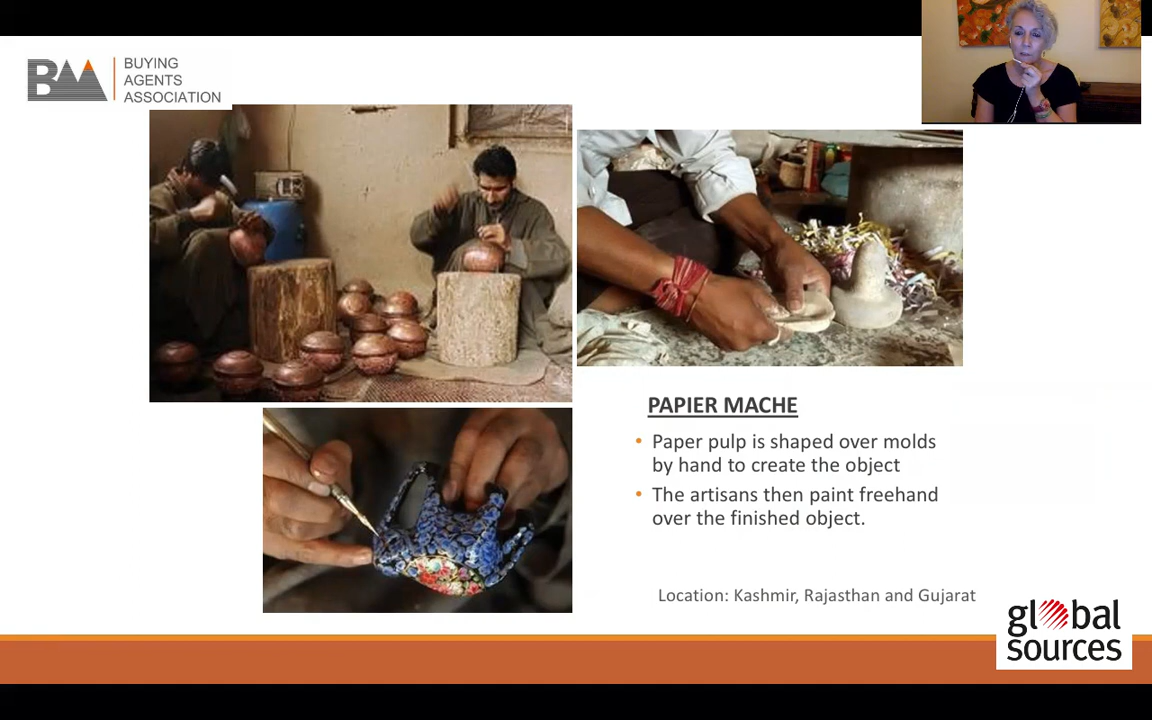 BAA
BUYING
AGENTS
ASSOCIATION
PAPIER MACHE
• Paper pulp is shaped over molds
by hand to create the object
• The artisans then paint freehand
over the finished object.
Location: Kashmir, Rajasthan and Gujarat
global
sources